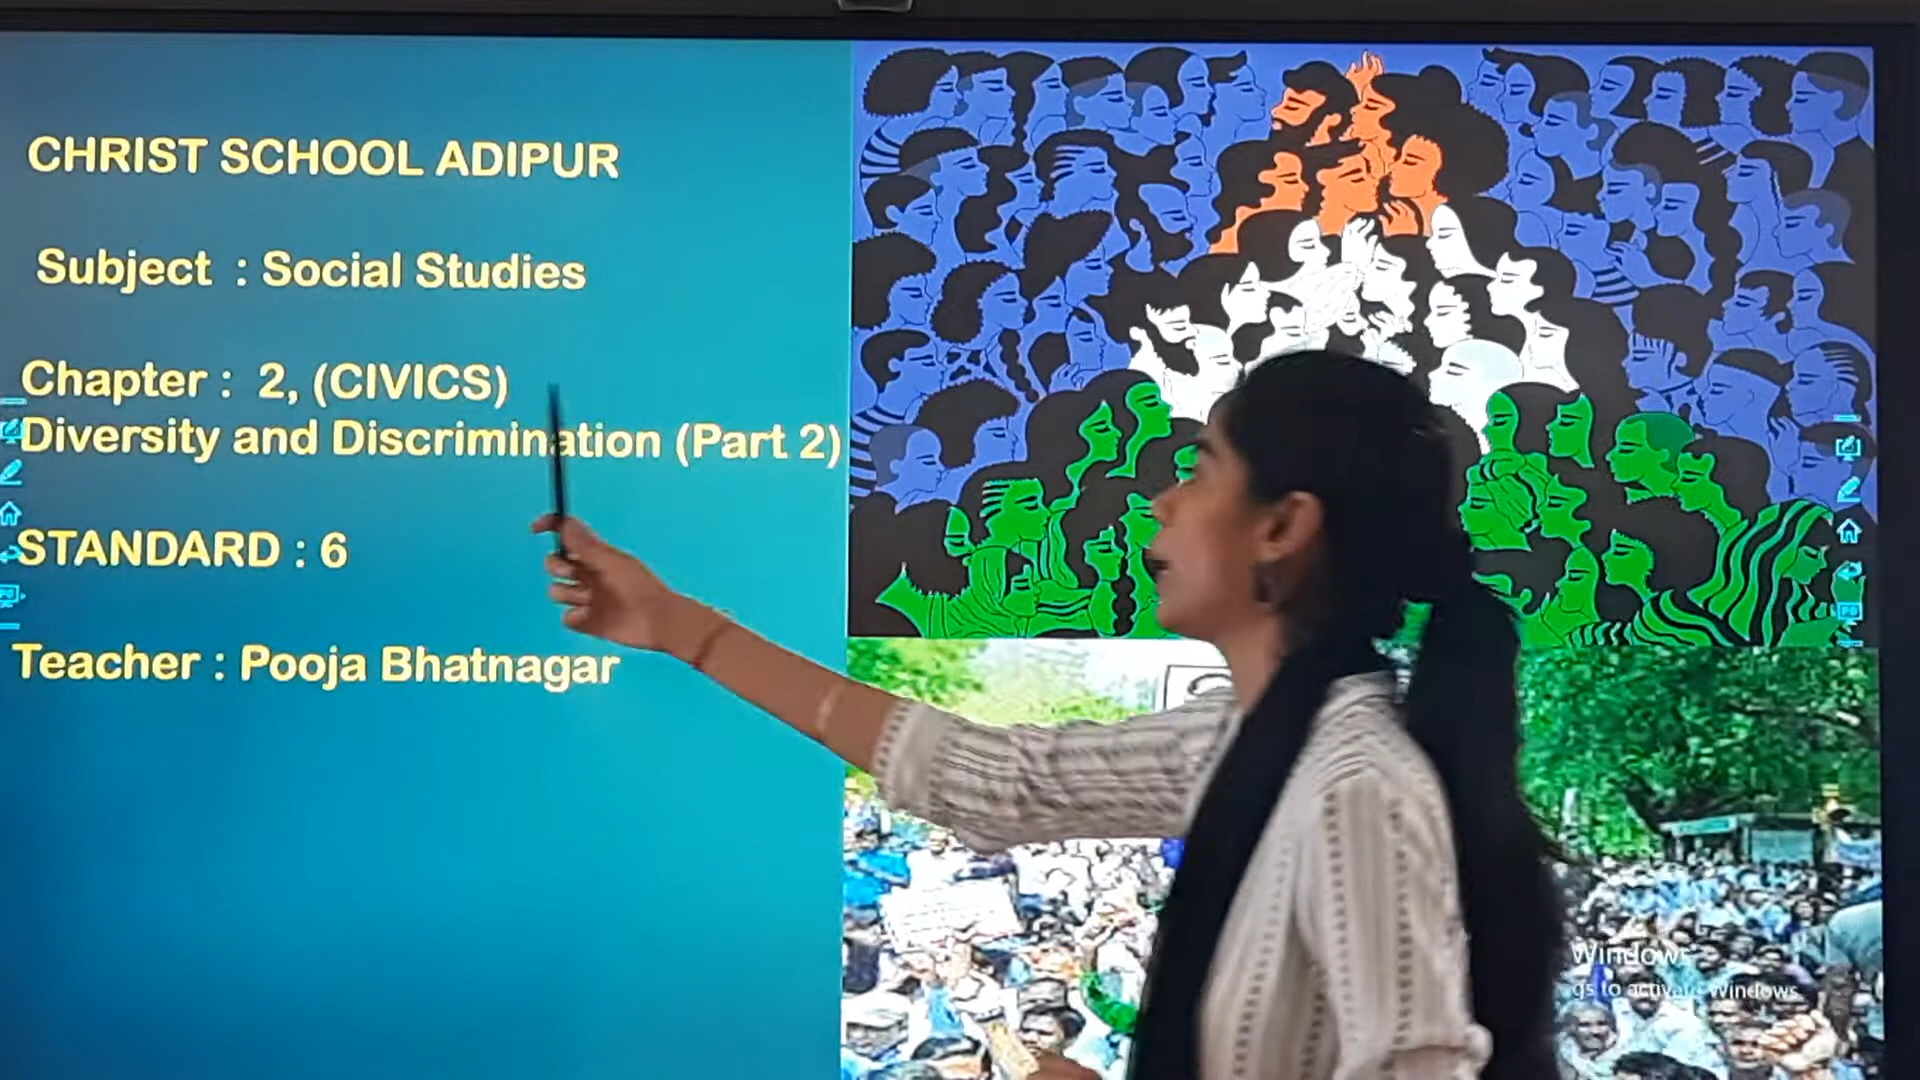 CHRIST SCHOOL ADIPUR
Subject : Social Studies
Chapter : 2, (CIVICS)
Diversity and Discrimination (Part 2)
STANDARD : 6
Teacher : Pooja Bhatnagar
Windows
gs to activate Windows